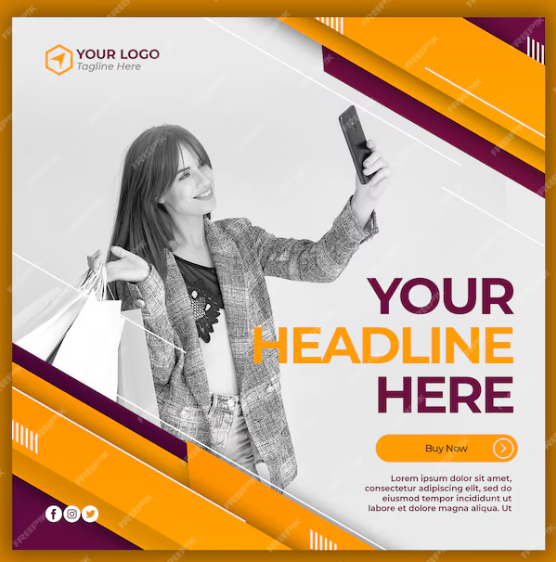 YOUR LOGO
Tagline Here
YOUR
HEADLINE
HERE
Buy Now
Lorem ipsum dolor sit amet,
consectetur adipiscing elit, sed do
eiusmod tempor incididunt ut
labore et dolore magna aliqua. Ut
FREEPIK